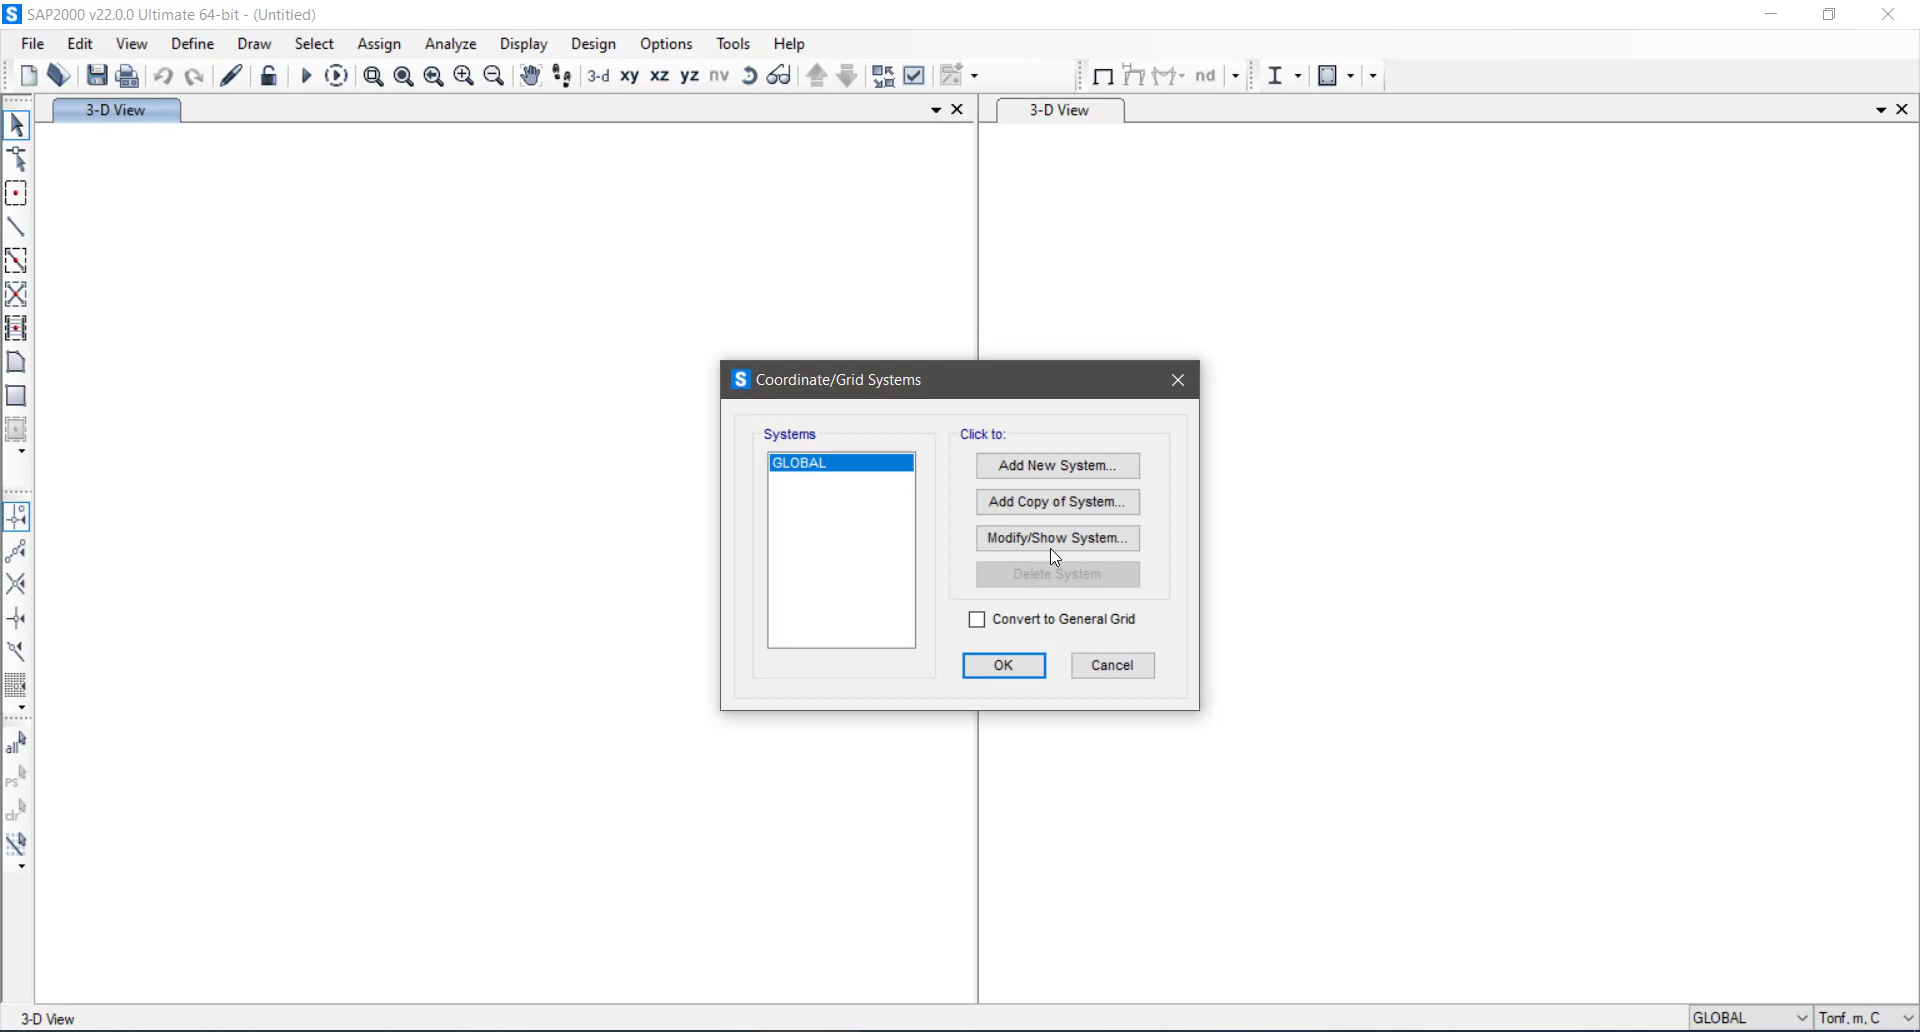 S SAP2000 v22.0.0 Ultimate 64-bit - (Untitled)
File Edit View Define Draw Select Assign Analyze Display Design Options Tools Help
3-d xy xz yz nv nd
3-D View
3-D View
S Coordinate/Grid Systems
Systems
GLOBAL
Click to:
Add New System...
Add Copy of System...
Modify/Show System...
Delete System
Convert to General Grid
OK Cancel
all
ps
clr
3-D View
GLOBAL Tonf, m, C